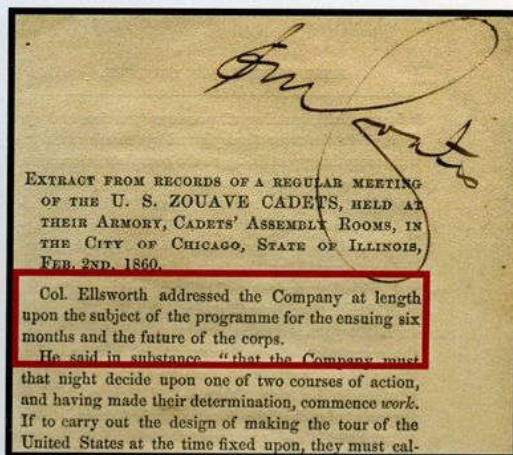 EXTRACT FROM RECORDS OF A REGULAR MEETING
OF THE U. S. ZOUAVE CADETS, HELD AT
THEIR ARMORY, CADETS' ASSEMBLY ROOMS, IN
THE CITY OF CHICAGO, STATE OF ILLINOIS,
FEB. 2ND, 1860.
Col. Ellsworth addressed the Company at length
upon the subject of the programme for the ensuing six
months and the future of the corps.
He said in substance, "that the Company must
that night decide upon one of two courses of action,
and having made their determination, commence work.
If to carry out the design of making the tour of the
United States at the time fixed upon, they must cal-